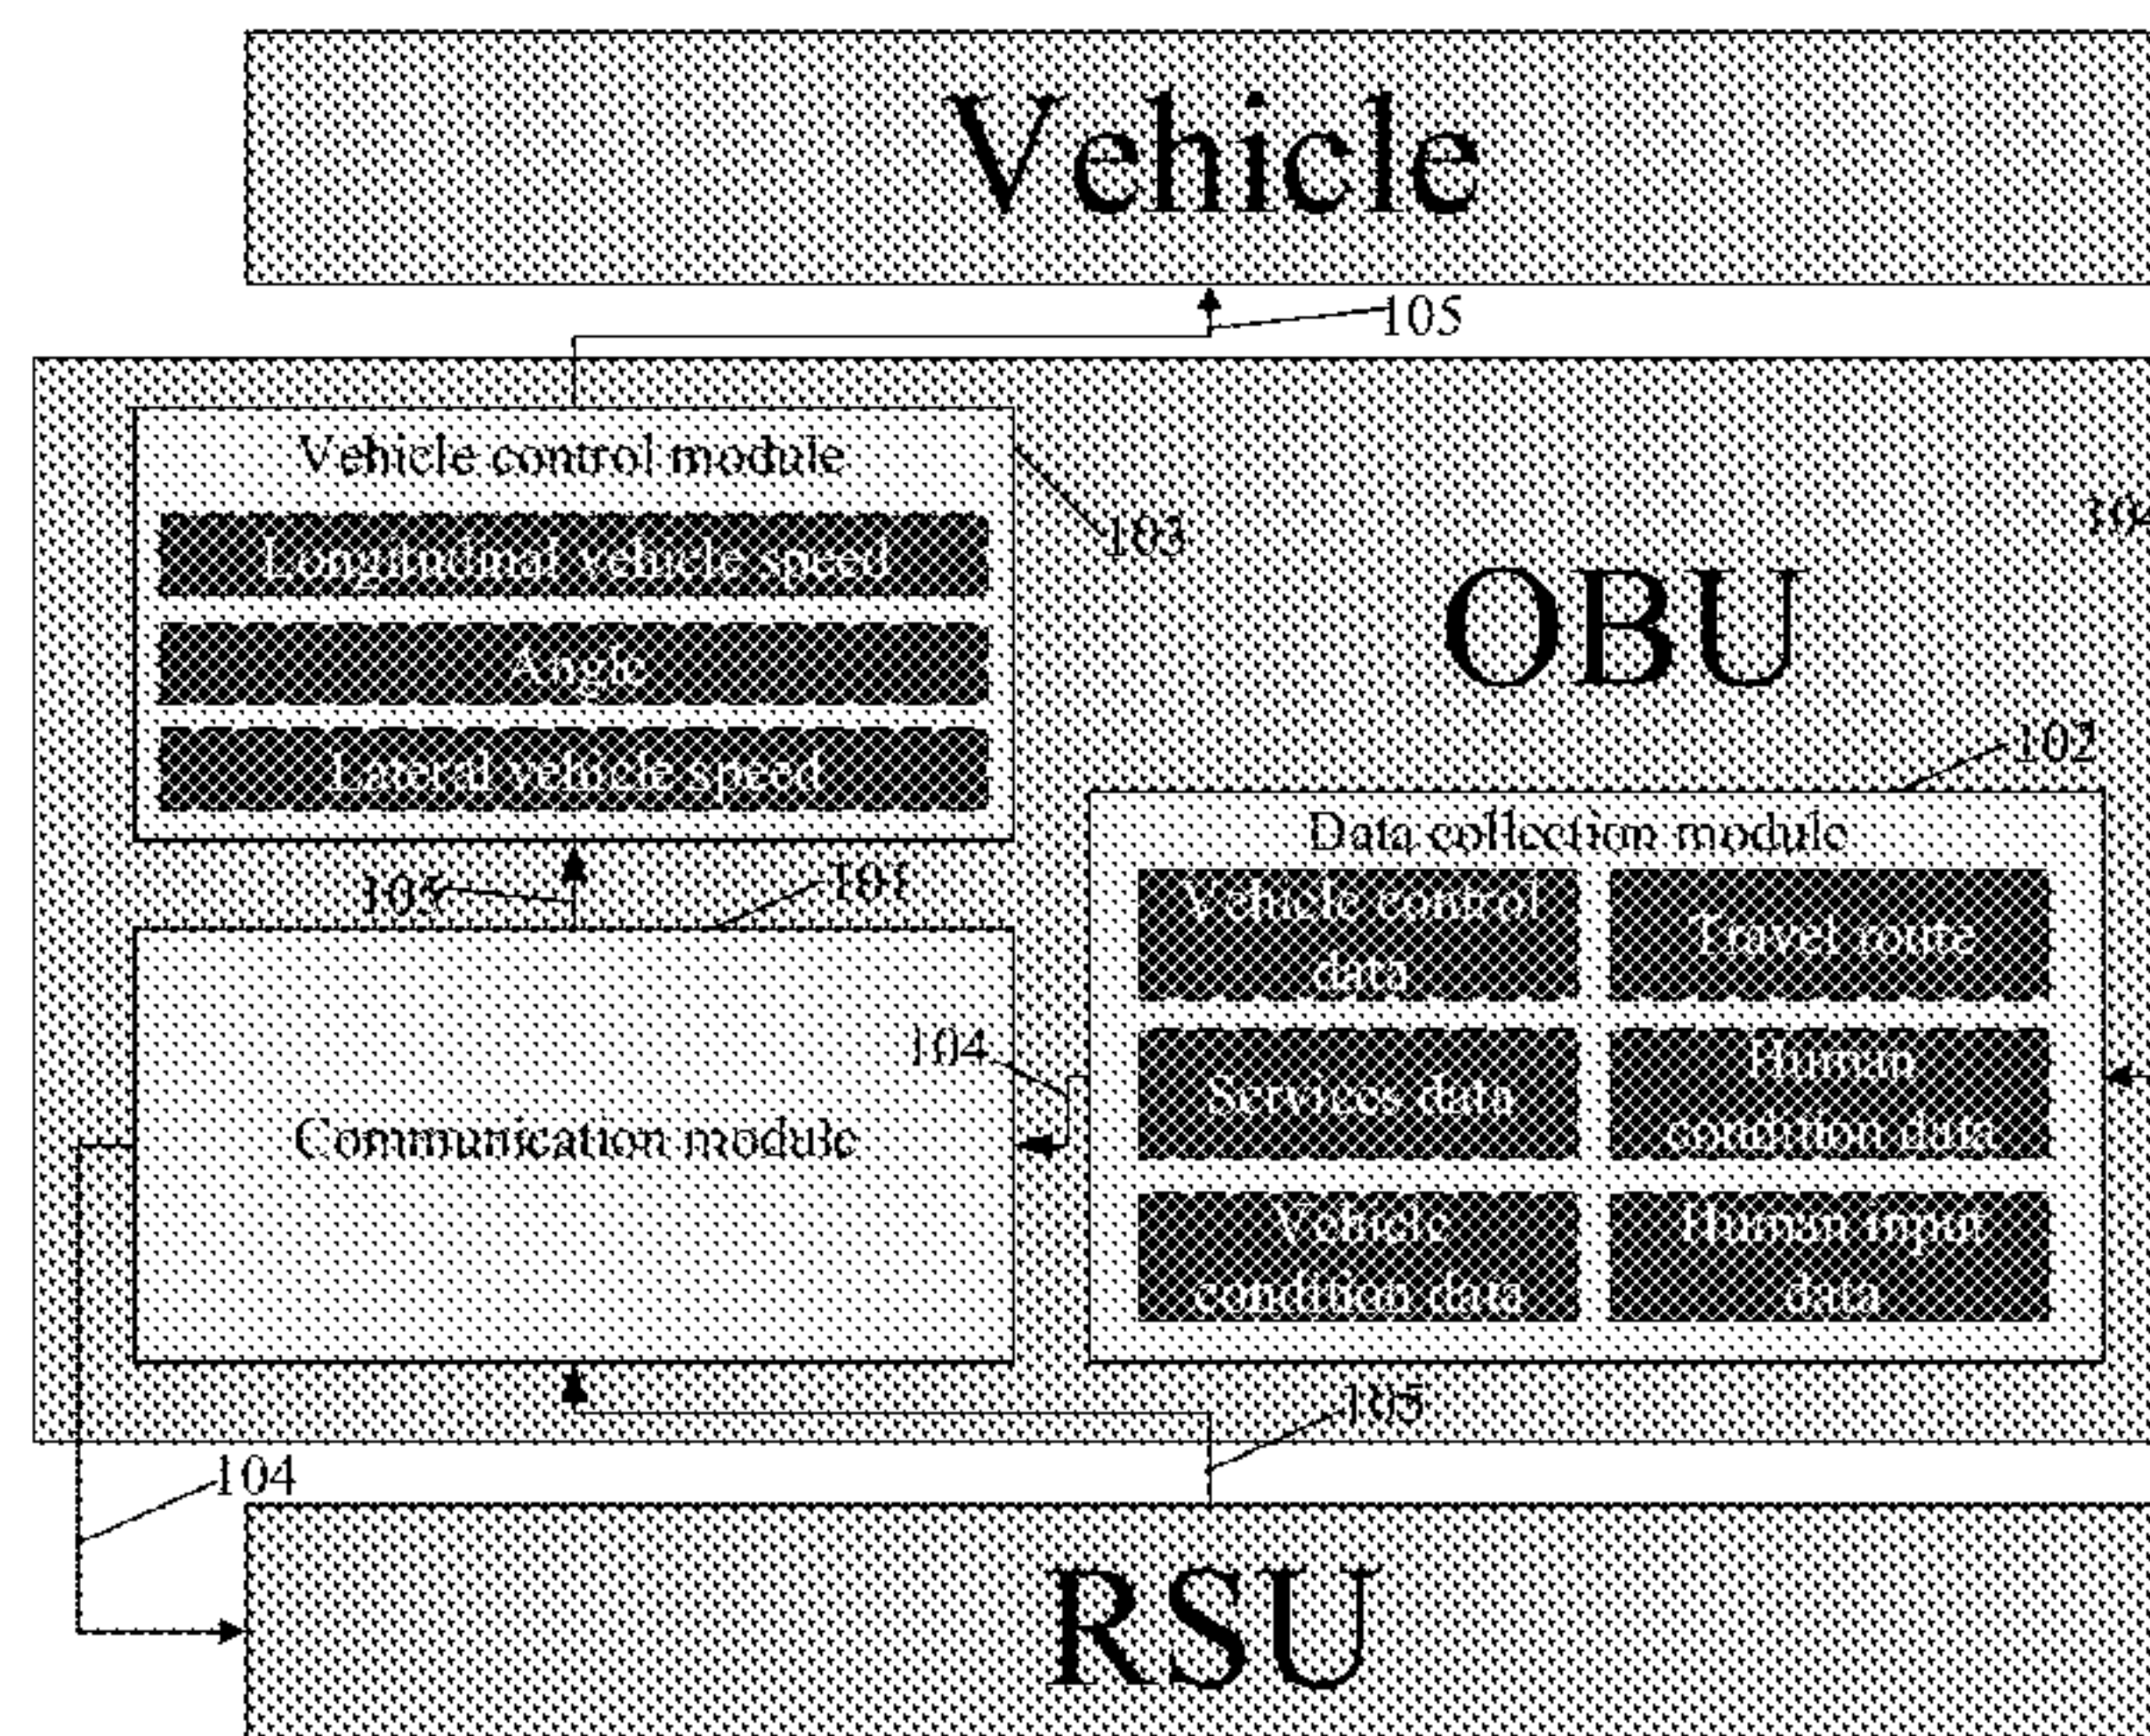 Vehicle
105
Vehicle control module
103
Longitudinal vehicle speed
Angle
Lateral vehicle speed
OBU
102
105
101
Data collection module
Vehicle control
data
Travel route
Services data
Human
condition data
Vehicle
condition data
Human input
data
104
Communication module
105
104
RSU